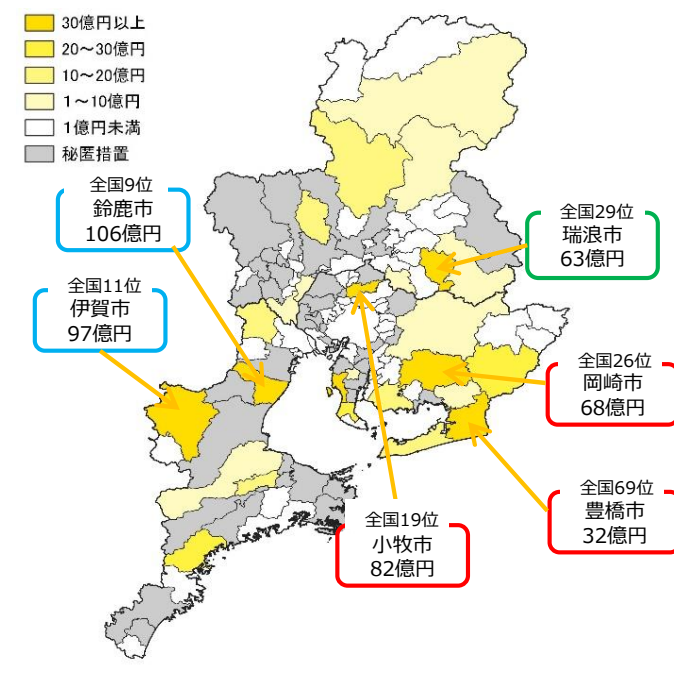 30億円以上
20～30億円
10～20億円
1～10億円
1億円未満
秘匿措置
全国9位
鈴鹿市
106億円
全国11位
伊賀市
97億円
全国29位
瑞浪市
63億円
全国26位
岡崎市
68億円
全国69位
豊橋市
32億円
全国19位
小牧市
82億円